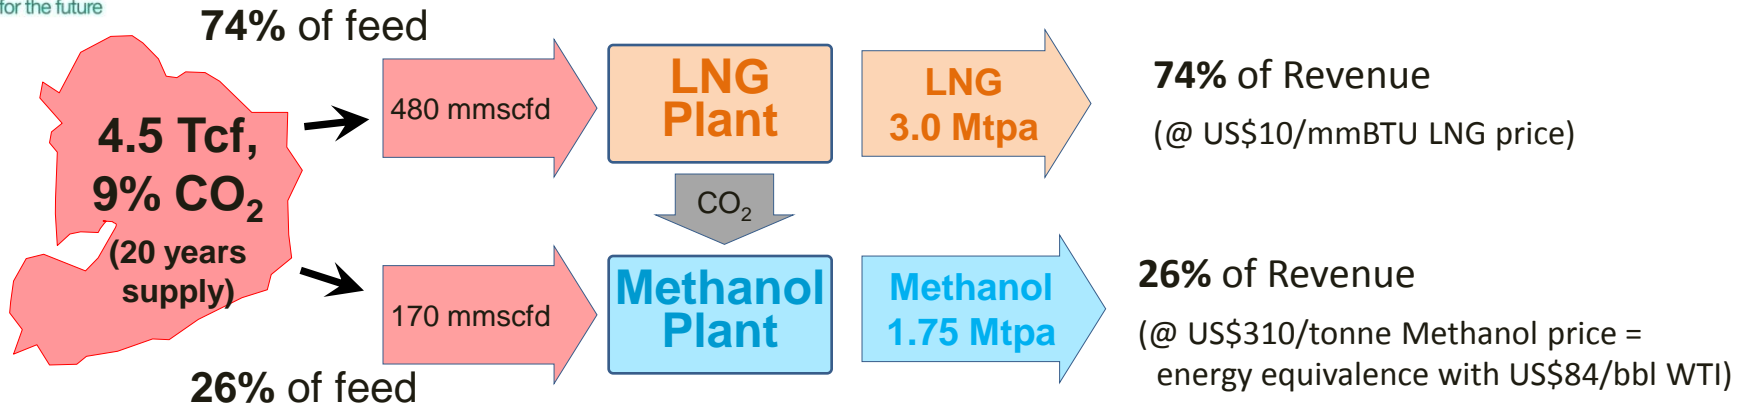 for the future
74% of feed
4.5 Tcf,
9% CO₂
(20 years
supply)
480 mmscfd
LNG
Plant
LNG
3.0 Mtpa
74% of Revenue
(@ US$10/mmBTU LNG price)
CO₂
170 mmscfd
Methanol
Plant
Methanol
1.75 Mtpa
26% of Revenue
(@ US$310/tonne Methanol price =
energy equivalence with US$84/bbl WTI)
26% of feed